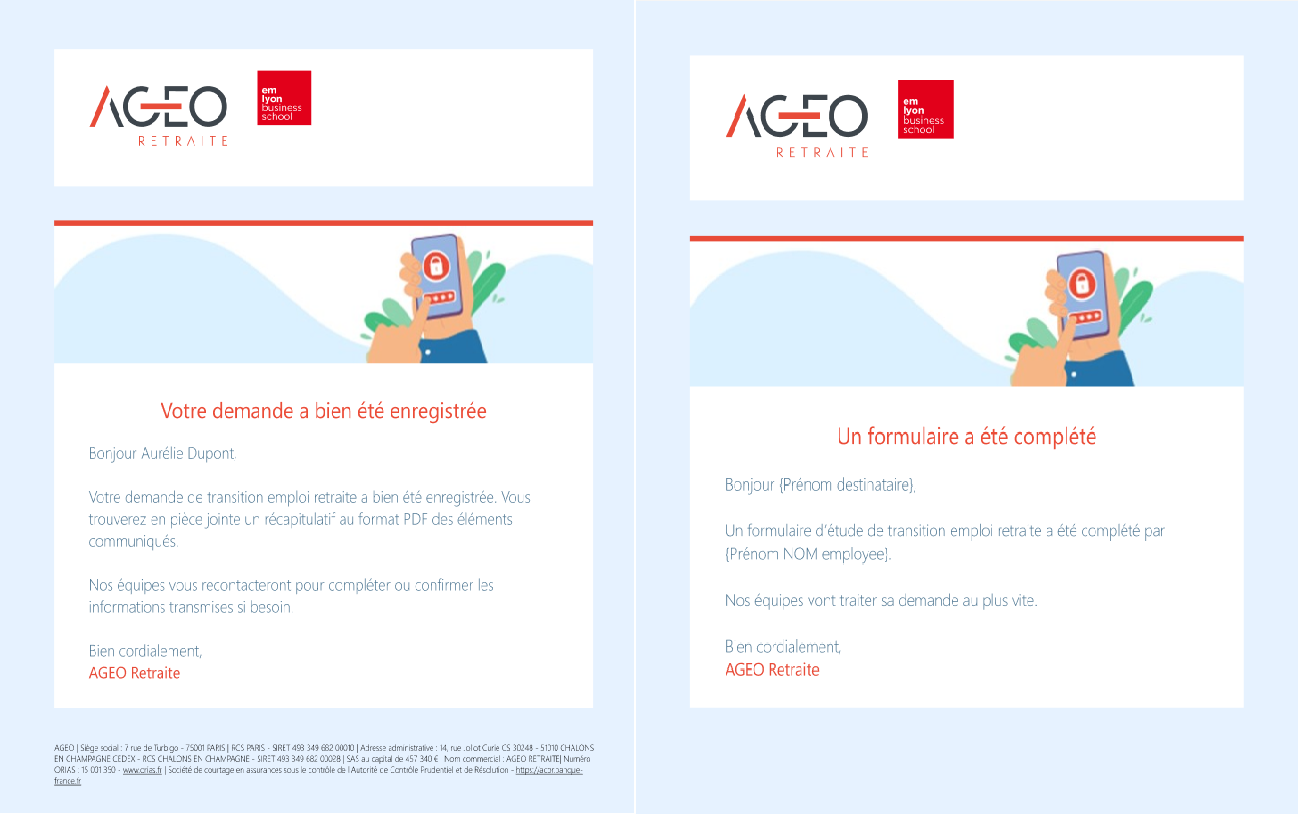 AGEO
RETRAITE
em
lyon
business
school
Votre demande a bien été enregistrée
Bonjour Aurélie Dupont,
Votre demande de transition emploi retraite a bien été enregistrée. Vous
trouverez en pièce jointe un récapitulatif au format PDF des éléments
communiqués.
Nos équipes vous recontacteront pour compléter ou confirmer les
informations transmises si besoin
Bien cordialement,
AGEO Retraite
AGEO | Siège social : 7 rue de Turbigo - 75001 PARIS | RCS PARIS - SIRET 493 349 682 00010 | Adresse administrative : 14, rue Joliot Curie CS 30248 - 51010 CHALONS
EN CHAMPAGNE CEDEX - RCS CHALONS EN CHAMPAGNE - SIRET 493 349 682 00028 | SAS au capital de 457 340 € Nom commercial : AGEO RETRAITE| Numéro
ORIAS : 15 001 350 - www.orias.fr | Société de courtage en assurances sous le contrôle de l'Autorité de Contrôle Prudentiel et de Résolution - https://acpr.banque-
france.fr
AGEO
RETRAITE
em
lyon
business
school
Un formulaire a été complété
Bonjour {Prénom destinataire},
Un formulaire d'étude de transition emploi retraite a été complété par
{Prénom NOM employee}.
Nos équipes vont traiter sa demande au plus vite.
Bien cordialement,
AGEO Retraite